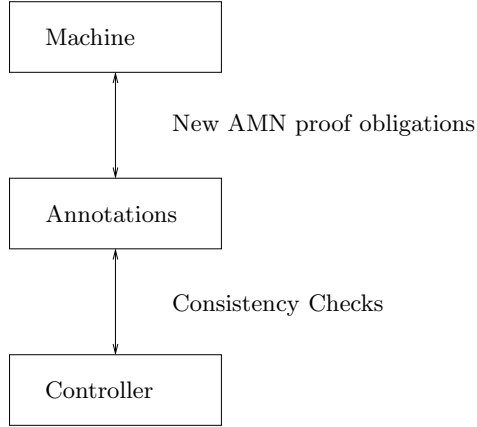 Machine
New AMN proof obligations
Annotations
Consistency Checks
Controller